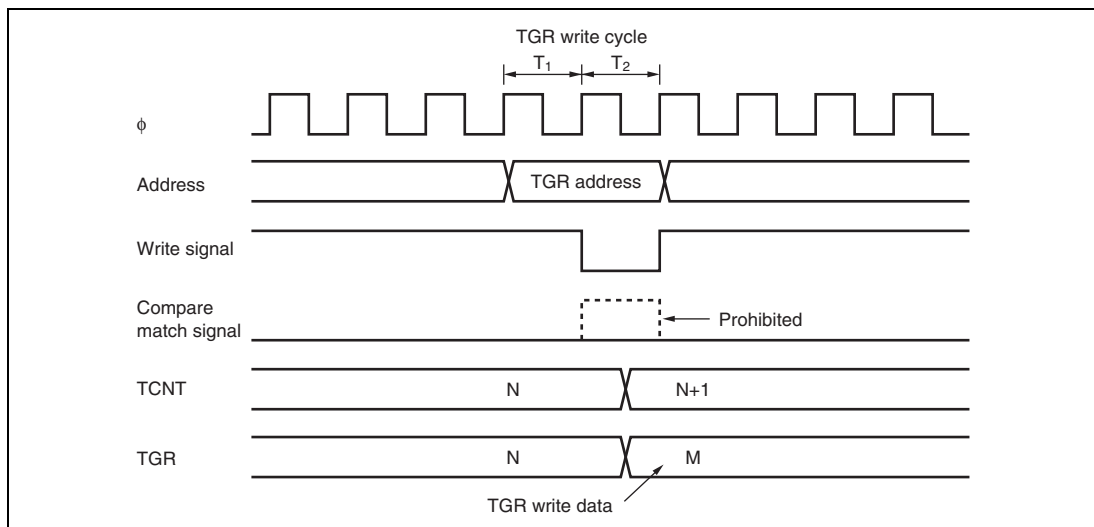 TGR write cycle
T1 T2
ϕ
Address
TGR address
Write signal
Compare
match signal
Prohibited
TCNT
N
N+1
TGR
N
M
TGR write data